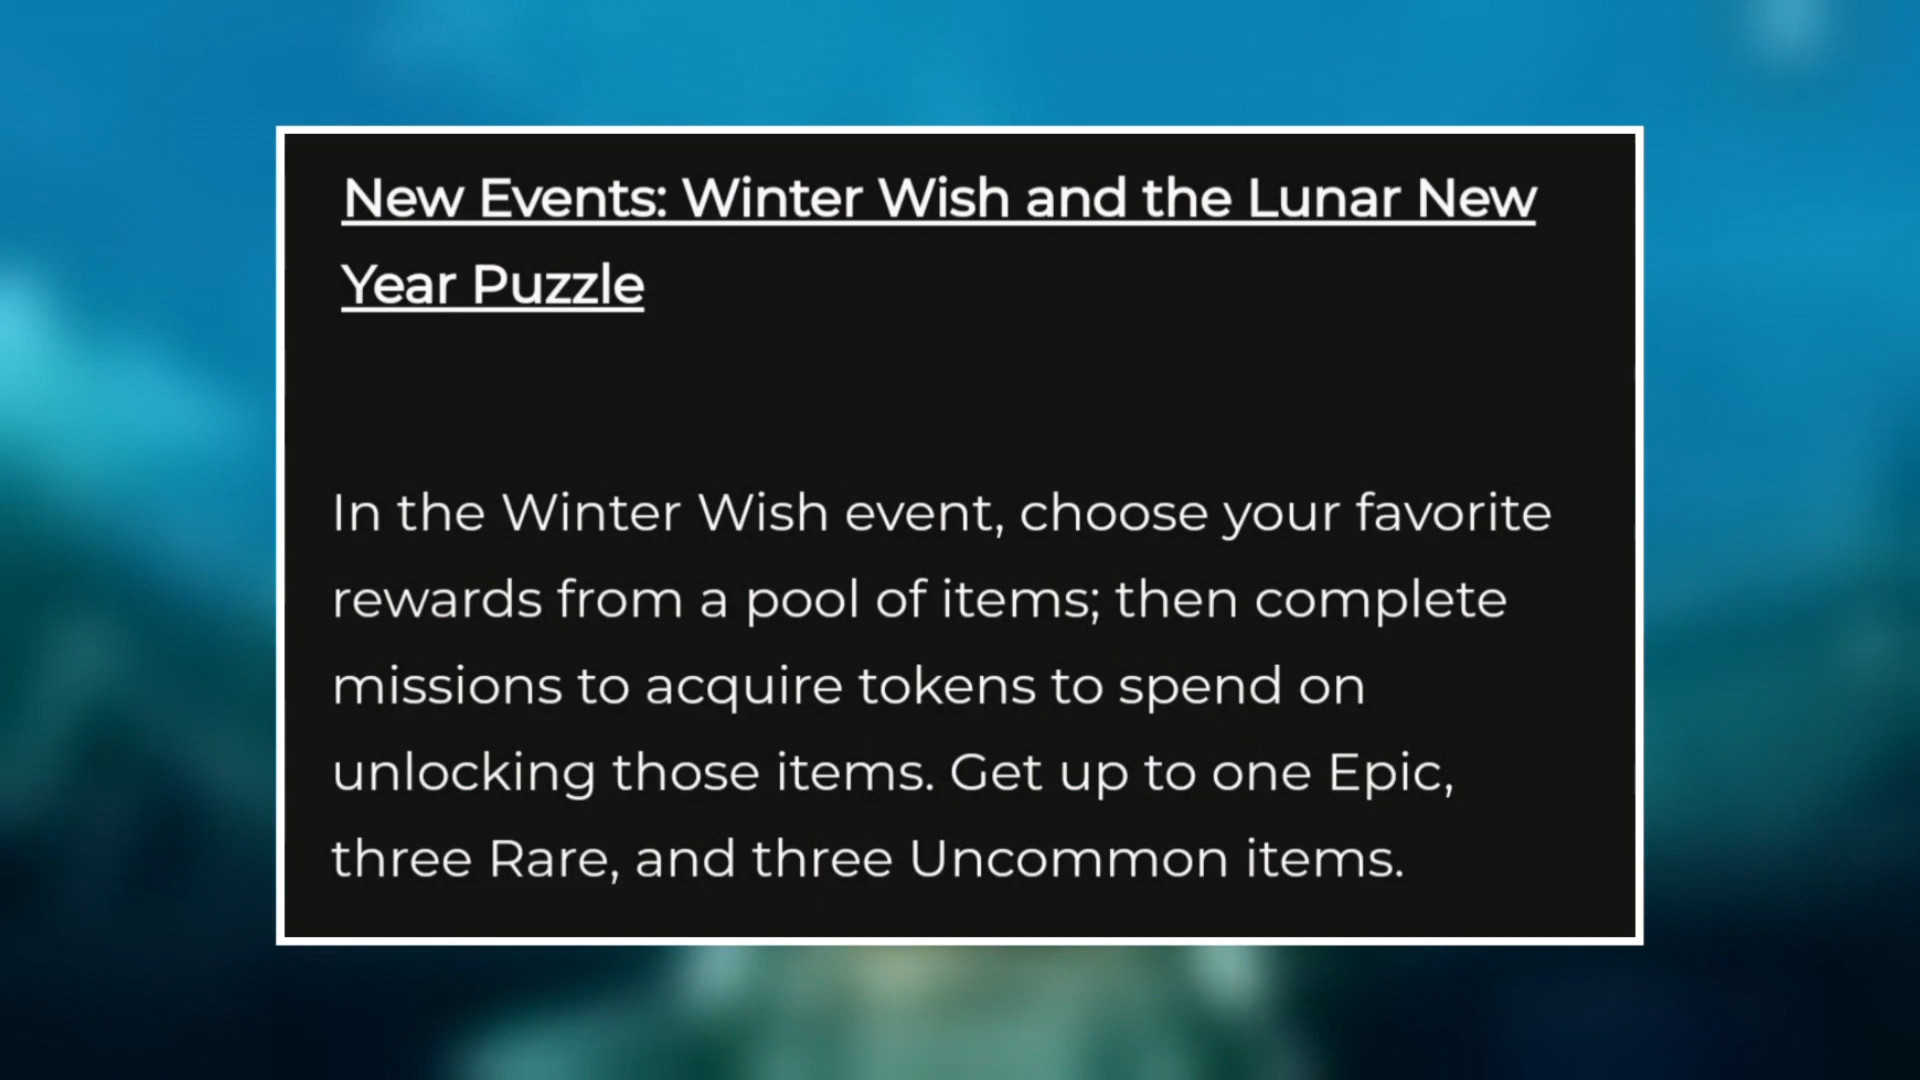 New Events: Winter Wish and the Lunar New
Year Puzzle
In the Winter Wish event, choose your favorite
rewards from a pool of items; then complete
missions to acquire tokens to spend on
unlocking those items. Get up to one Epic,
three Rare, and three Uncommon items.